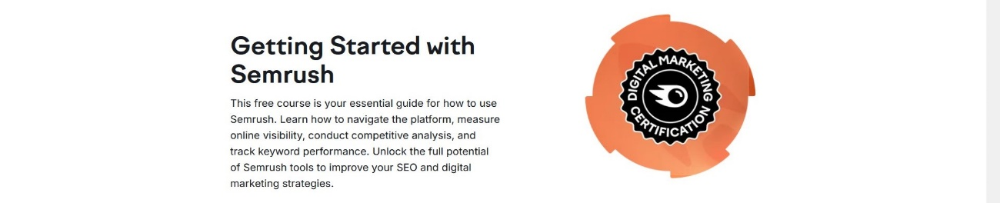 Getting Started with
Semrush
This free course is your essential guide for how to use
Semrush. Learn how to navigate the platform, measure
online visibility, conduct competitive analysis, and
track keyword performance. Unlock the full potential
of Semrush tools to improve your SEO and digital
marketing strategies.
DIGITAL MARKETING
CERTIFICATION